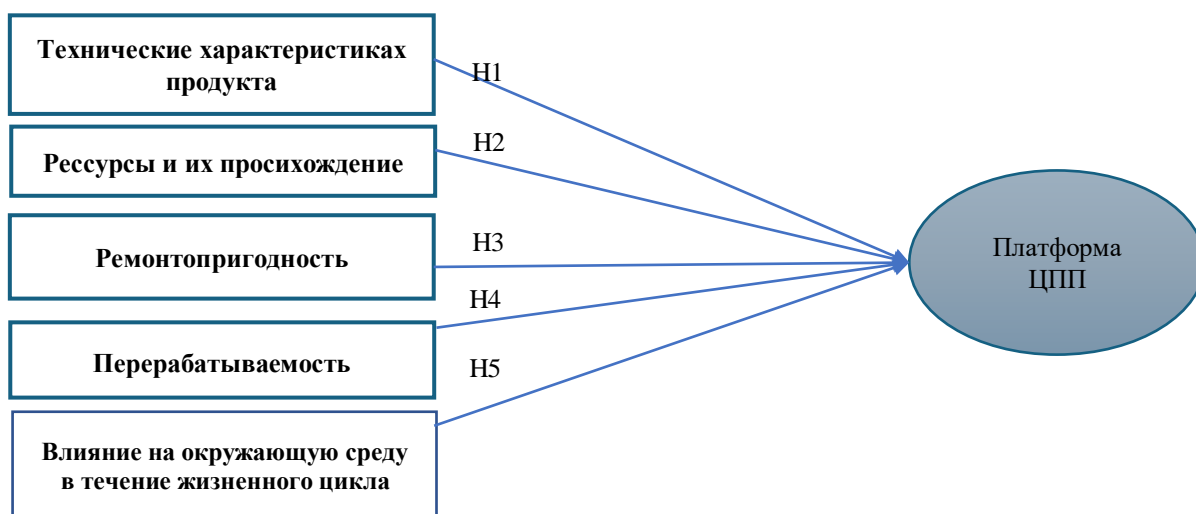 Технические характеристиках
продукта
H1
Рессурсы и их просихождение
H2
Ремонтопригодность
H3
Перерабатываемость
H4
Влияние на окружающую среду
в течение жизненного цикла
H5
Платформа
ЦПП